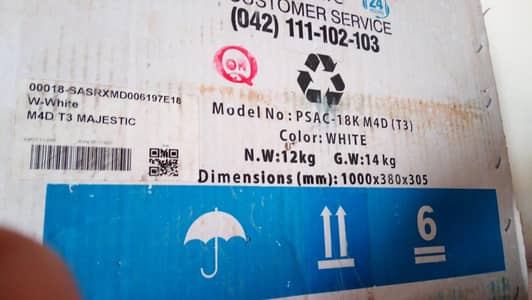 24
CUSTOMER SERVICE
(042) 111-102-103
OK
00018-SASRXMD006197E18
W-White
M4D T3 MAJESTIC
Model No : PSAC-18K M4D (T3)
Color: WHITE
N.W:12kg G.W:14kg
Dimensions (mm): 1000x380x305
6